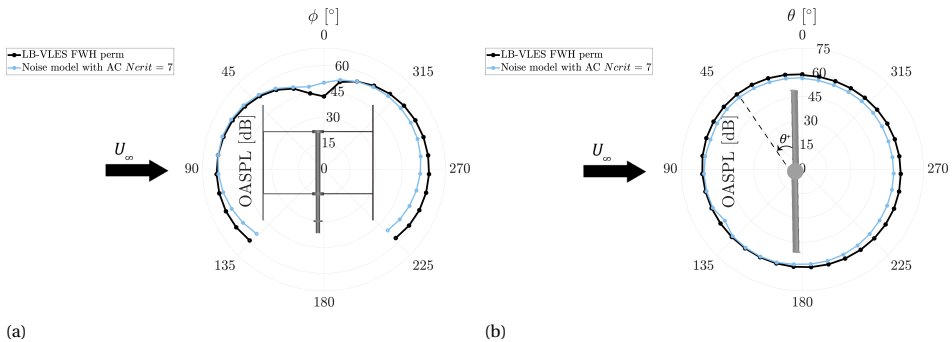 ϕ [°]
LB-VLES FWH perm
Noise model with AC Ncrit = 7
0
45
315
60
45
30
15
0
OASPL [dB]
U∞
90
270
135
225
180
(a)
θ [°]
LB-VLES FWH perm
Noise model with AC Ncrit = 7
0
45
315
75
60
45
30
15
0
θ⁺
OASPL [dB]
U∞
90
270
135
225
180
(b)